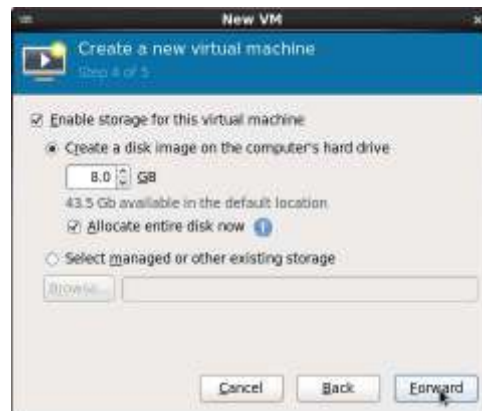 New VM
Create a new virtual machine
Step 4 of 5
Enable storage for this virtual machine
Create a disk image on the computer's hard drive
8.0 GB
43.5 Gb available in the default location
Allocate entire disk now
Select managed or other existing storage
Browse...
Cancel Back Forward